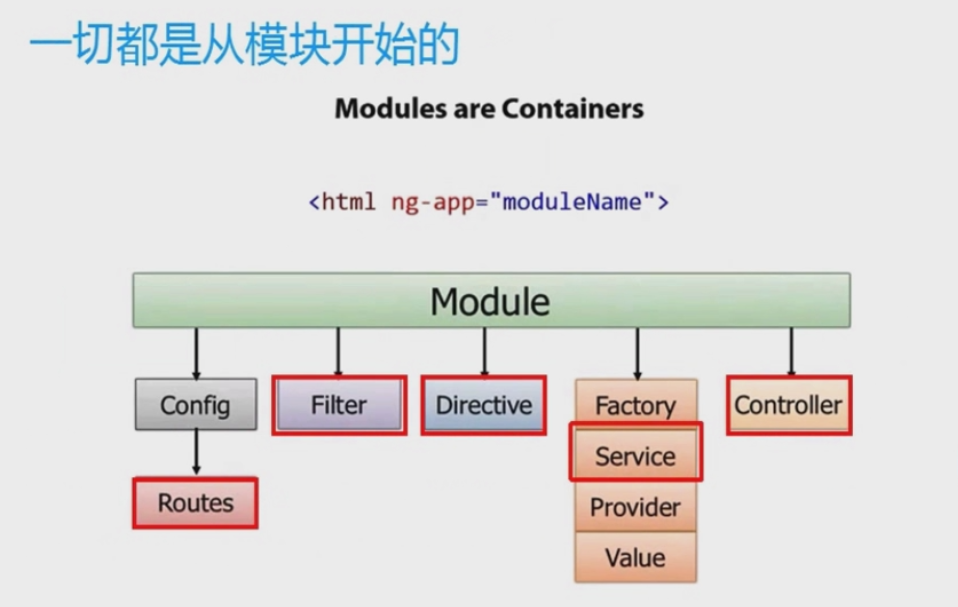 一切都是从模块开始的
Modules are Containers
<html ng-app="moduleName">
Module
Config
Filter
Directive
Factory
Controller
Service
Routes
Provider
Value